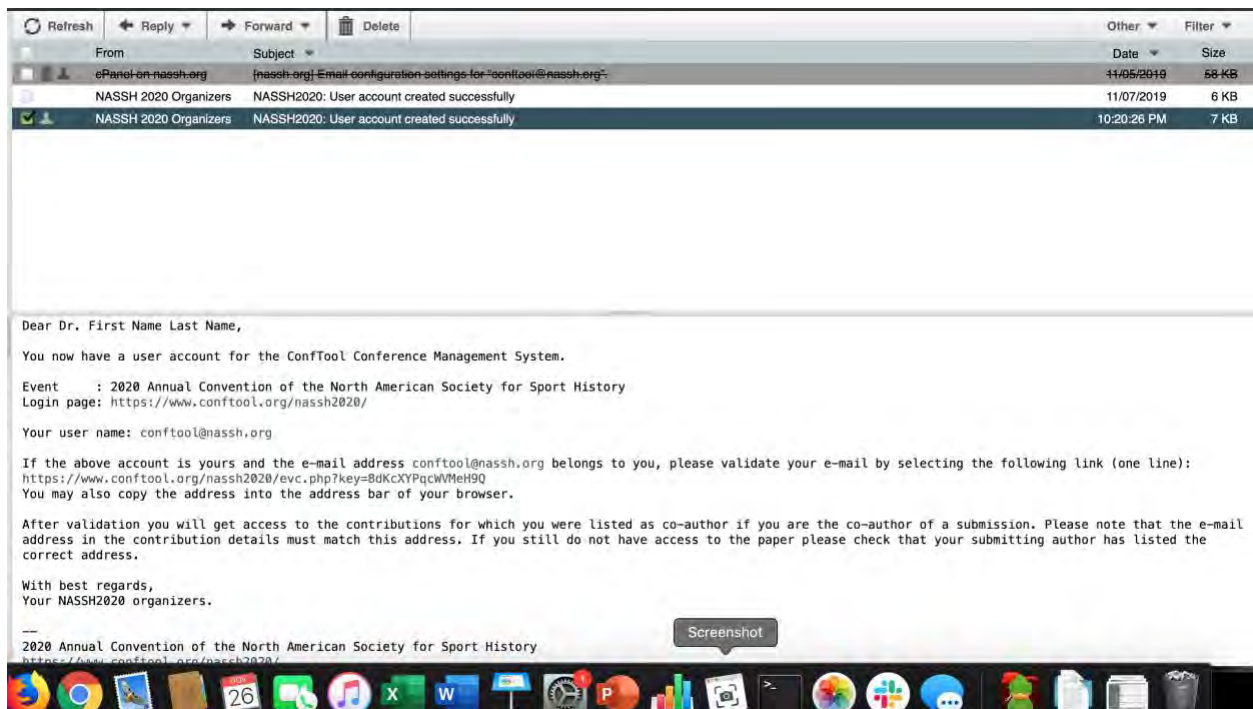 Refresh Reply Forward Delete Other Filter
From Subject Date Size
cPanel on nassh.org [nassh.org] Email configuration settings for "conftool@nassh.org". 11/05/2019 58 KB
NASSH 2020 Organizers NASSH2020: User account created successfully 11/07/2019 6 KB
NASSH 2020 Organizers NASSH2020: User account created successfully 10:20:26 PM 7 KB
Dear Dr. First Name Last Name,
You now have a user account for the ConfTool Conference Management System.
Event : 2020 Annual Convention of the North American Society for Sport History
Login page: https://www.conftool.org/nassh2020/
Your user name: conftool@nassh.org
If the above account is yours and the e-mail address conftool@nassh.org belongs to you, please validate your e-mail by selecting the following link (one line):
https://www.conftool.org/nassh2020/evc.php?key=8dKcXYPqcWVMeH9Q
You may also copy the address into the address bar of your browser.
After validation you will get access to the contributions for which you were listed as co-author if you are the co-author of a submission. Please note that the e-mail
address in the contribution details must match this address. If you still do not have access to the paper please check that your submitting author has listed the
correct address.
With best regards,
Your NASSH2020 organizers.
__
2020 Annual Convention of the North American Society for Sport History
https://www.conftool.org/nassh2020/
Screenshot
NOV
26
X
W
1
P